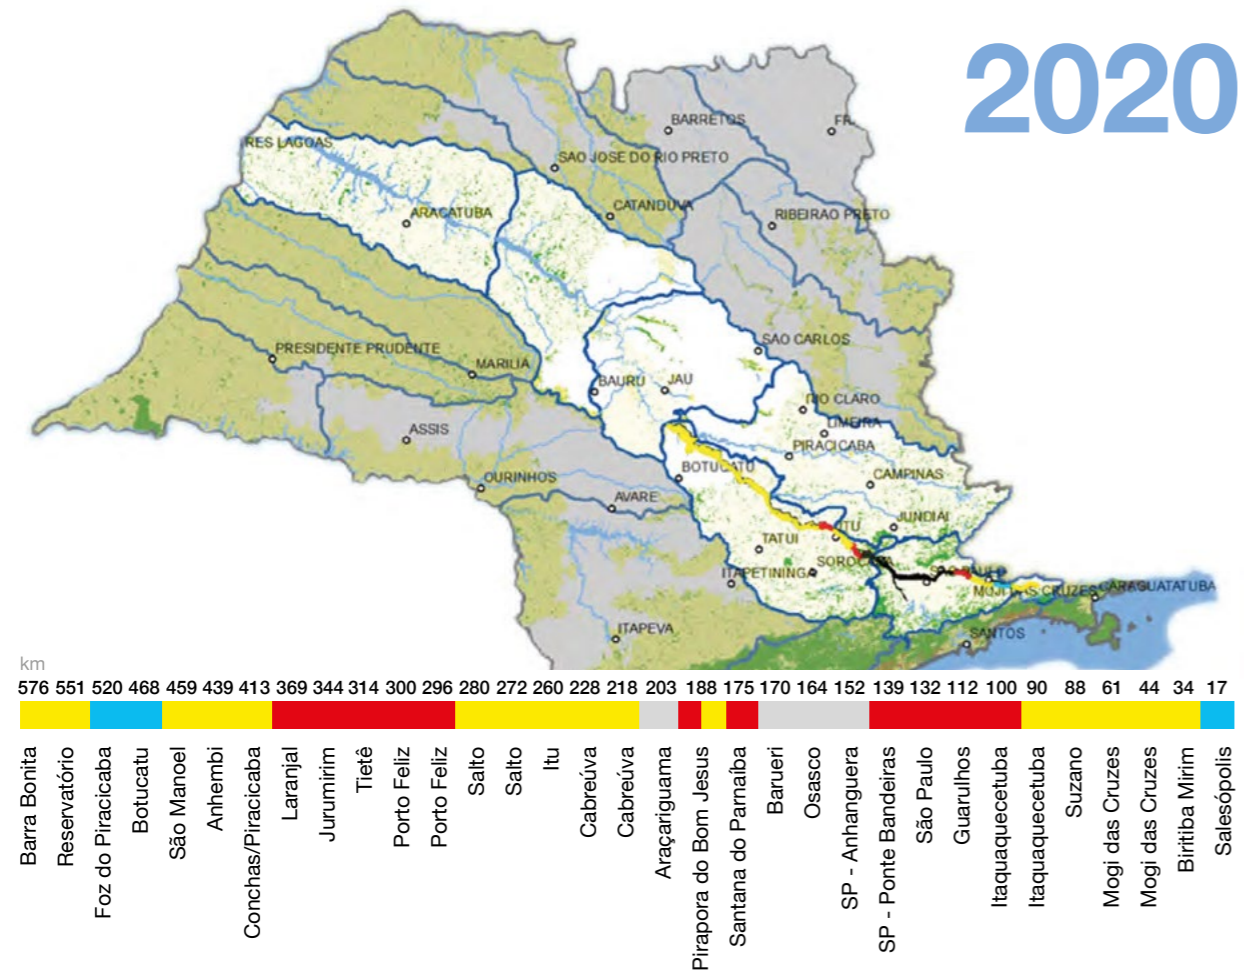 2020
BARRETOS
FR
RES LAGOAS
SAO JOSE DO RIO PRETO
CATANDUVA
RIBEIRAO PRETO
ARACATUBA
SAO CARLOS
PRESIDENTE PRUDENTE
MARILIA
BAURU
JAU
RIO CLARO
LIMEIRA
ASSIS
PIRACICABA
BOTUCATU
CAMPINAS
OURINHOS
AVARE
JUNDIAI
ITU
TATUI
SOROCABA
ITAPETININGA
CARAGUATATUBA
ITAPEVA
SANTOS
km
576 551 520 468 459 439 413 369 344 314 300 296 280 272 260 228 218 203 188 175 170 164 152 139 132 112 100 90 88 61 44 34 17
Barra Bonita
Reservatório
Foz do Piracicaba
Botucatu
São Manoel
Anhembi
Conchas/Piracicaba
Laranjal
Jurumirim
Tietê
Porto Feliz
Porto Feliz
Salto
Salto
Itu
Cabreúva
Cabreúva
Araçariguama
Pirapora do Bom Jesus
Santana do Parnaíba
Barueri
Osasco
SP - Anhanguera
SP - Ponte Bandeiras
São Paulo
Guarulhos
Itaquaquecetuba
Itaquaquecetuba
Suzano
Mogi das Cruzes
Mogi das Cruzes
Biritiba Mirim
Salesópolis